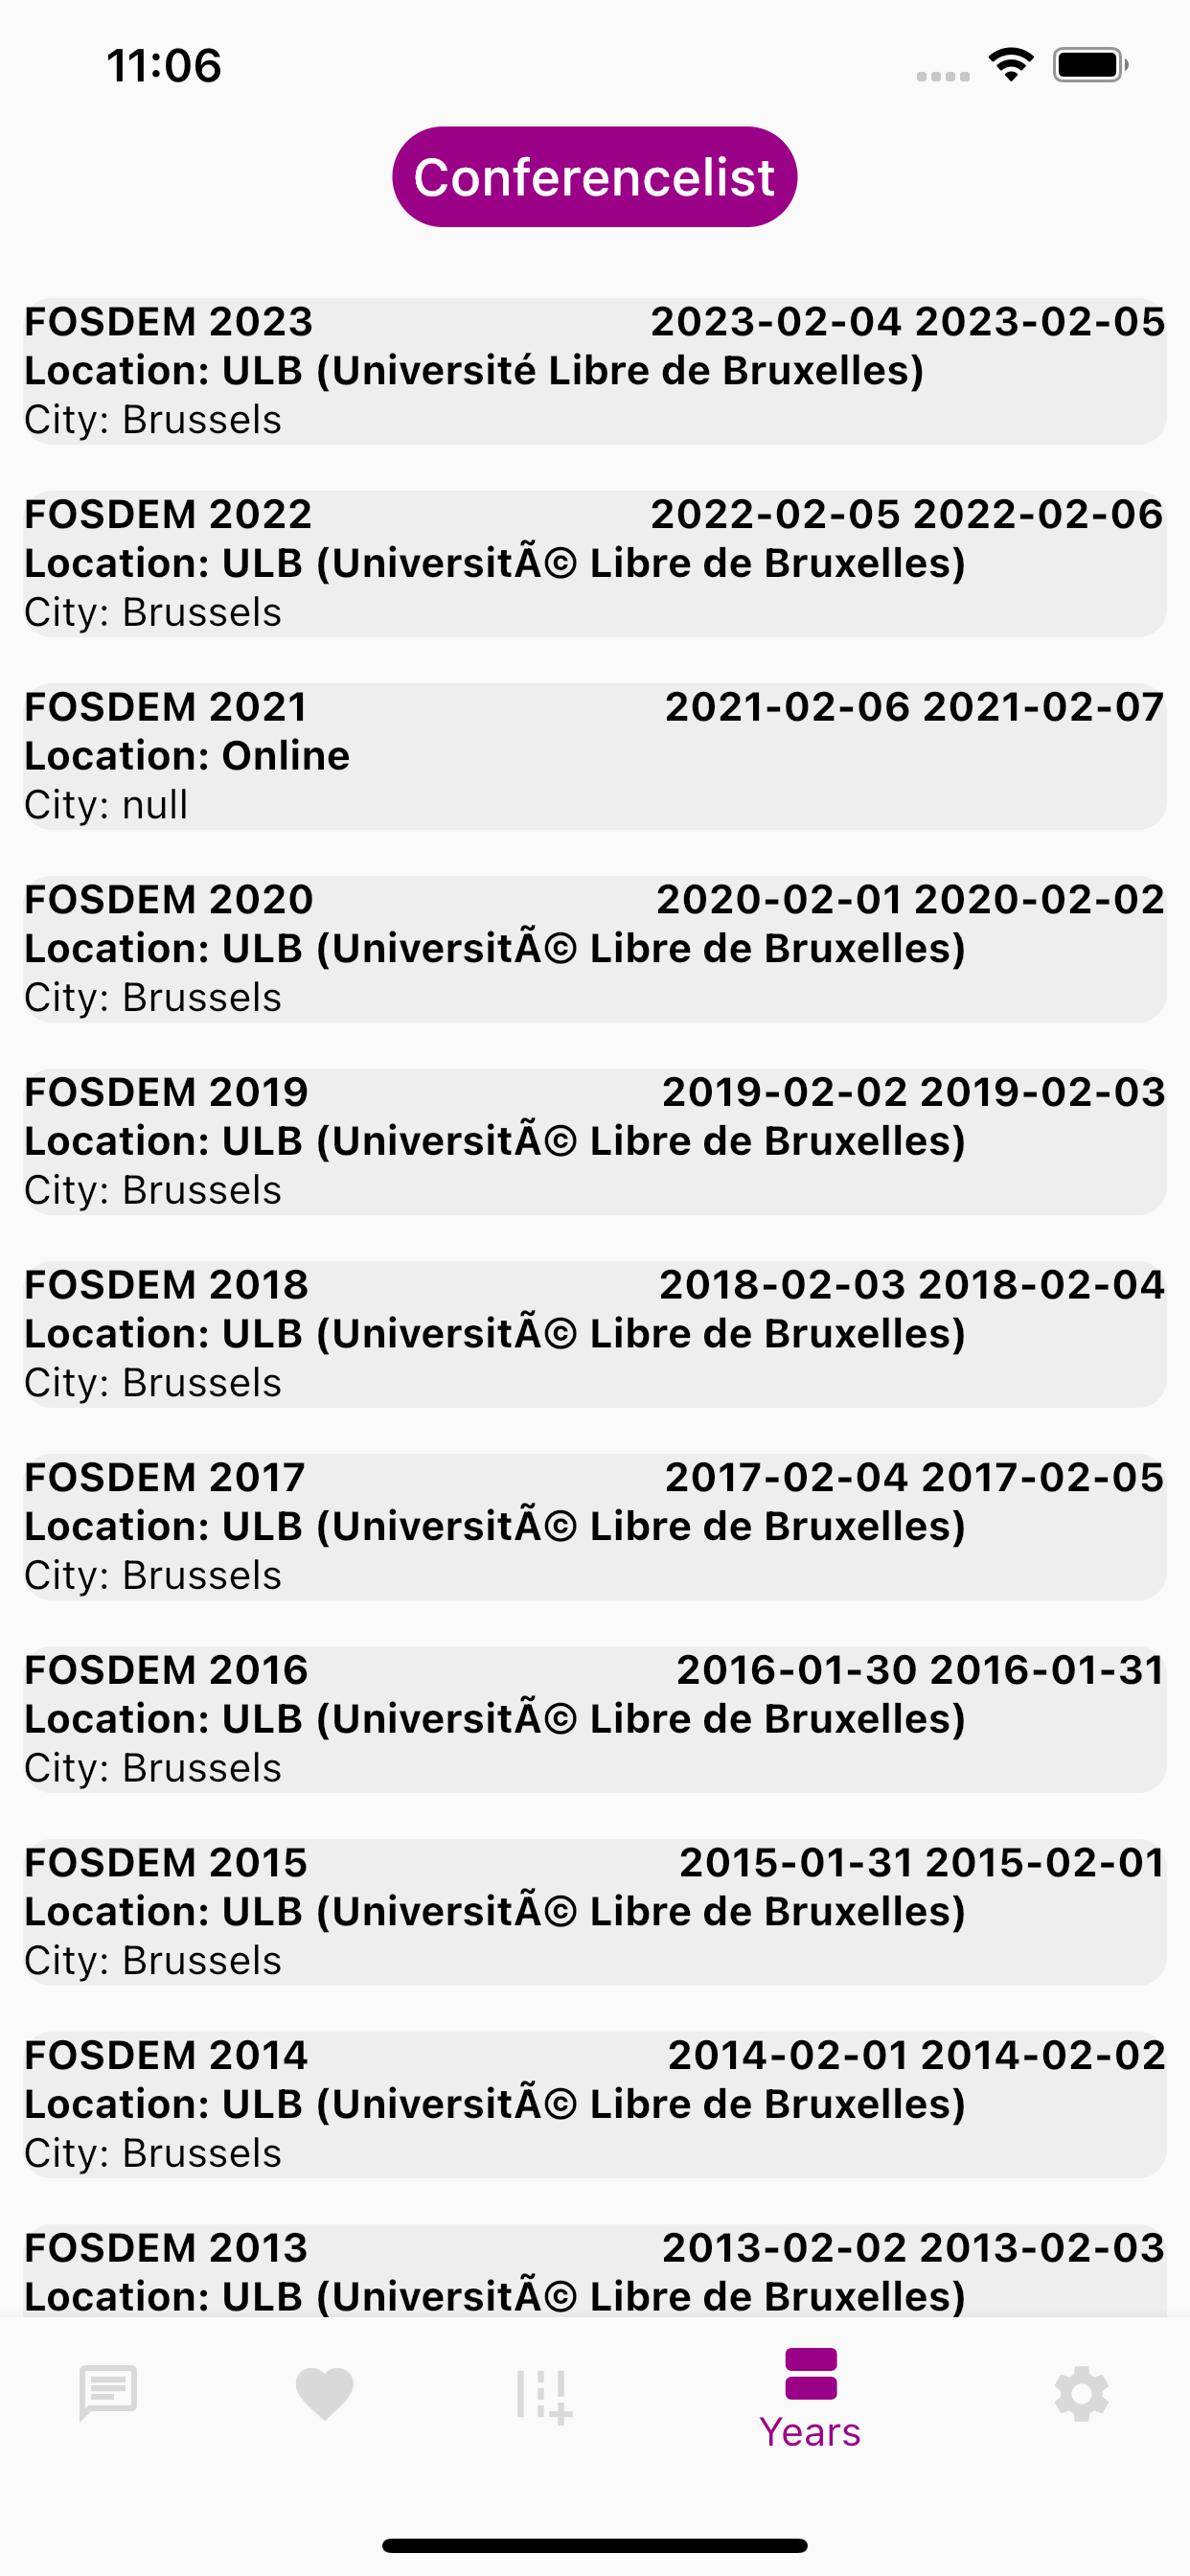 11:06
Conferencelist
FOSDEM 2023 2023-02-04 2023-02-05
Location: ULB (Université Libre de Bruxelles)
City: Brussels
FOSDEM 2022 2022-02-05 2022-02-06
Location: ULB (UniversitÃ© Libre de Bruxelles)
City: Brussels
FOSDEM 2021 2021-02-06 2021-02-07
Location: Online
City: null
FOSDEM 2020 2020-02-01 2020-02-02
Location: ULB (UniversitÃ© Libre de Bruxelles)
City: Brussels
FOSDEM 2019 2019-02-02 2019-02-03
Location: ULB (UniversitÃ© Libre de Bruxelles)
City: Brussels
FOSDEM 2018 2018-02-03 2018-02-04
Location: ULB (UniversitÃ© Libre de Bruxelles)
City: Brussels
FOSDEM 2017 2017-02-04 2017-02-05
Location: ULB (UniversitÃ© Libre de Bruxelles)
City: Brussels
FOSDEM 2016 2016-01-30 2016-01-31
Location: ULB (UniversitÃ© Libre de Bruxelles)
City: Brussels
FOSDEM 2015 2015-01-31 2015-02-01
Location: ULB (UniversitÃ© Libre de Bruxelles)
City: Brussels
FOSDEM 2014 2014-02-01 2014-02-02
Location: ULB (UniversitÃ© Libre de Bruxelles)
City: Brussels
FOSDEM 2013 2013-02-02 2013-02-03
Location: ULB (UniversitÃ© Libre de Bruxelles)
Years